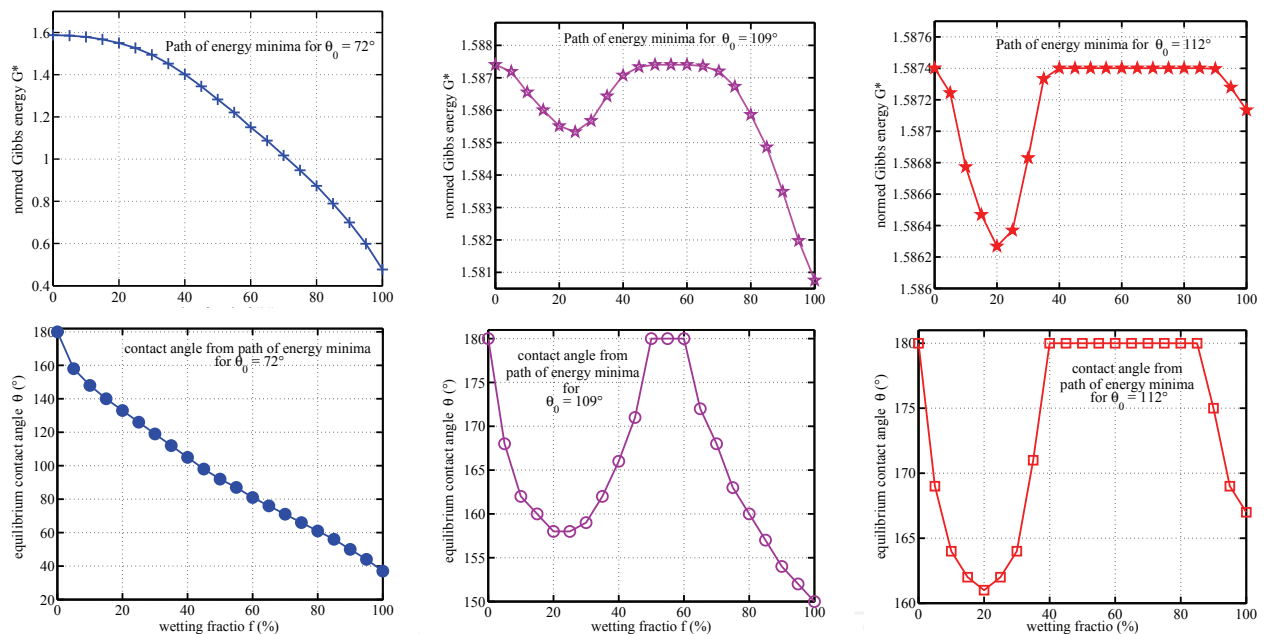 Path of energy minima for θ0 = 72°
normed Gibbs energy G*
1.6
1.4
1.2
1
0.8
0.6
0.4
0 20 40 60 80 100
Path of energy minima for θ0 = 109°
normed Gibbs energy G*
1.588
1.587
1.586
1.585
1.584
1.583
1.582
1.581
0 20 40 60 80 100
Path of energy minima for θ0 = 112°
normed Gibbs energy G*
1.5876
1.5874
1.5872
1.587
1.5868
1.5866
1.5864
1.5862
1.586
0 20 40 60 80 100
contact angle from path of energy minima
for θ0 = 72°
equilibrium contact angle θ (°)
180
160
140
120
100
80
60
40
20
0 20 40 60 80 100
wetting fractio f (%)
contact angle from
path of energy minima
for
θ0 = 109°
equilibrium contact angle θ (°)
180
175
170
165
160
155
150
0 20 40 60 80 100
wetting fractio f (%)
contact angle from
path of energy minima
for θ0 = 112°
equilibrium contact angle θ (°)
180
175
170
165
160
0 20 40 60 80 100
wetting fractio f (%)